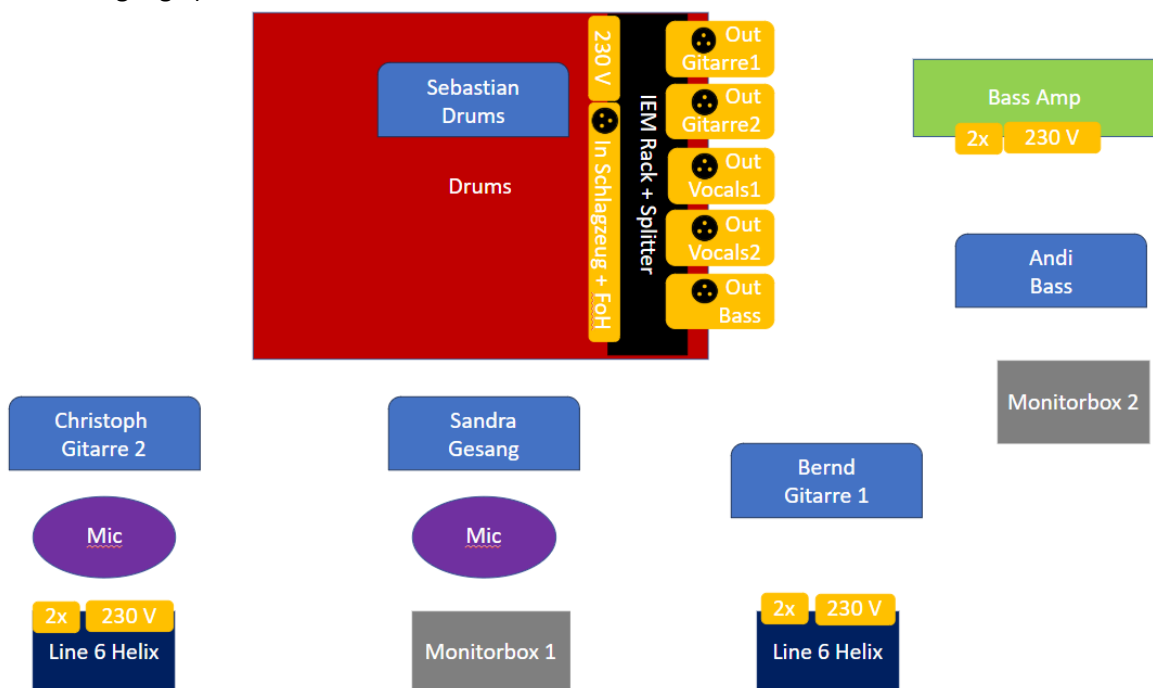 Sebastian
Drums
Drums
230 V
In Schlagzeug + FoH
IEM Rack + Splitter
Out
Gitarre1
Out
Gitarre2
Out
Vocals1
Out
Vocals2
Out
Bass
Bass Amp
2x 230 V
Andi
Bass
Monitorbox 2
Christoph
Gitarre 2
Sandra
Gesang
Bernd
Gitarre 1
Mic
Mic
2x 230 V
Line 6 Helix
Monitorbox 1
2x 230 V
Line 6 Helix